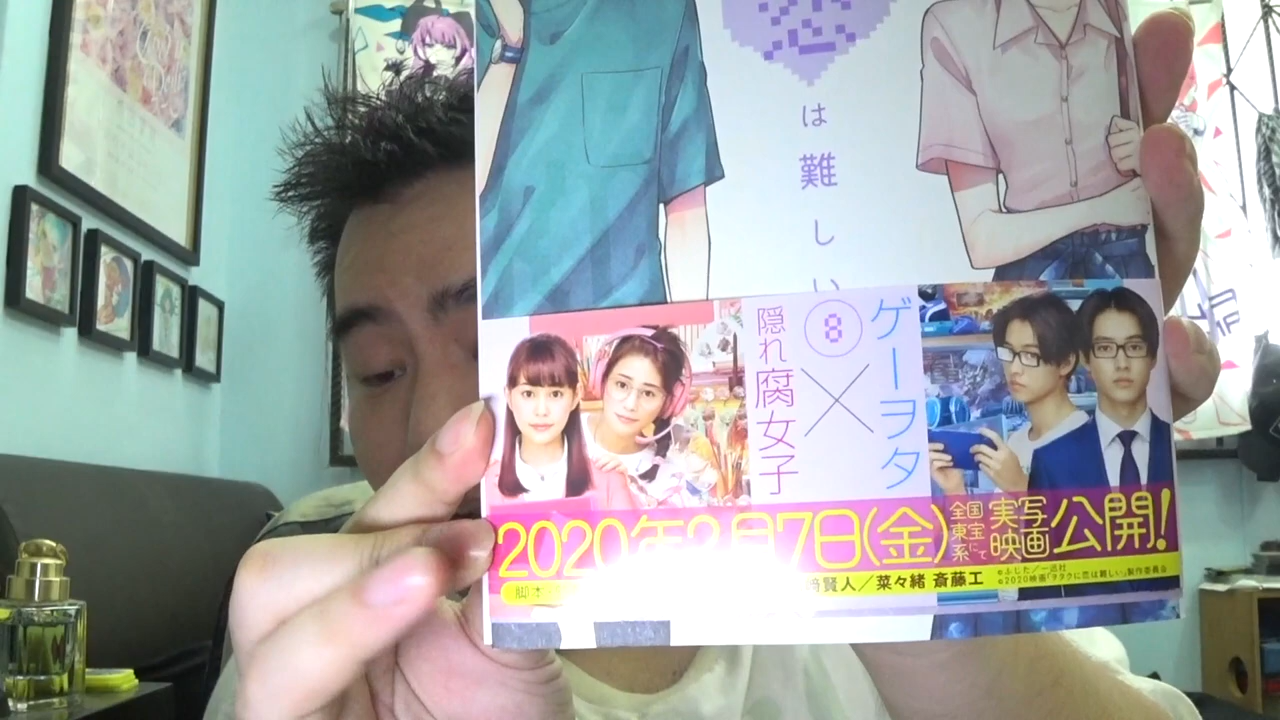 恋
は難しい
8
ゲーヲタ
×
隠れ腐女子
2020年2月7日(金)全国東宝系にて実写映画公開!
脚本
賢人/菜々緒 斎藤工
©ふじた/一迅社
©2020映画「ヲタクに恋は難しい」製作委員会